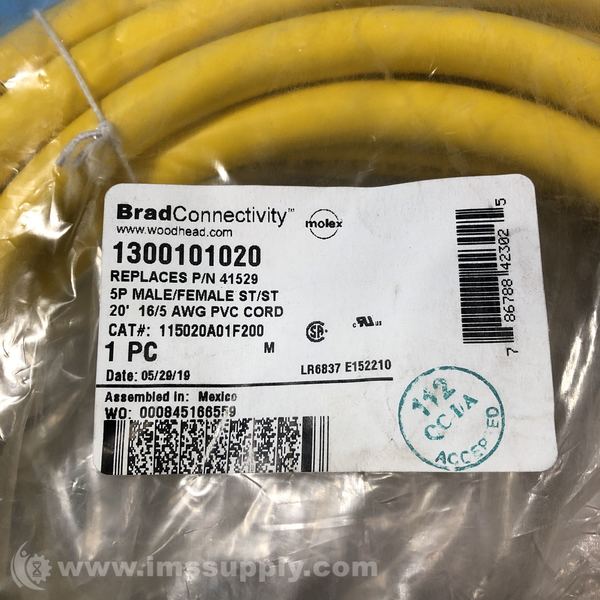 BradConnectivity™
www.woodhead.com
molex
1300101020
REPLACES P/N 41529
5P MALE/FEMALE ST/ST
20' 16/5 AWG PVC CORD
CAT#: 115020A01F200
1 PC
M
Date: 05/29/19
LR6837 E152210
Assembled in: Mexico
WO: 000845166559
7 86788 42302 5
112
CC1A
ACCEPTED
www.imssupply.com